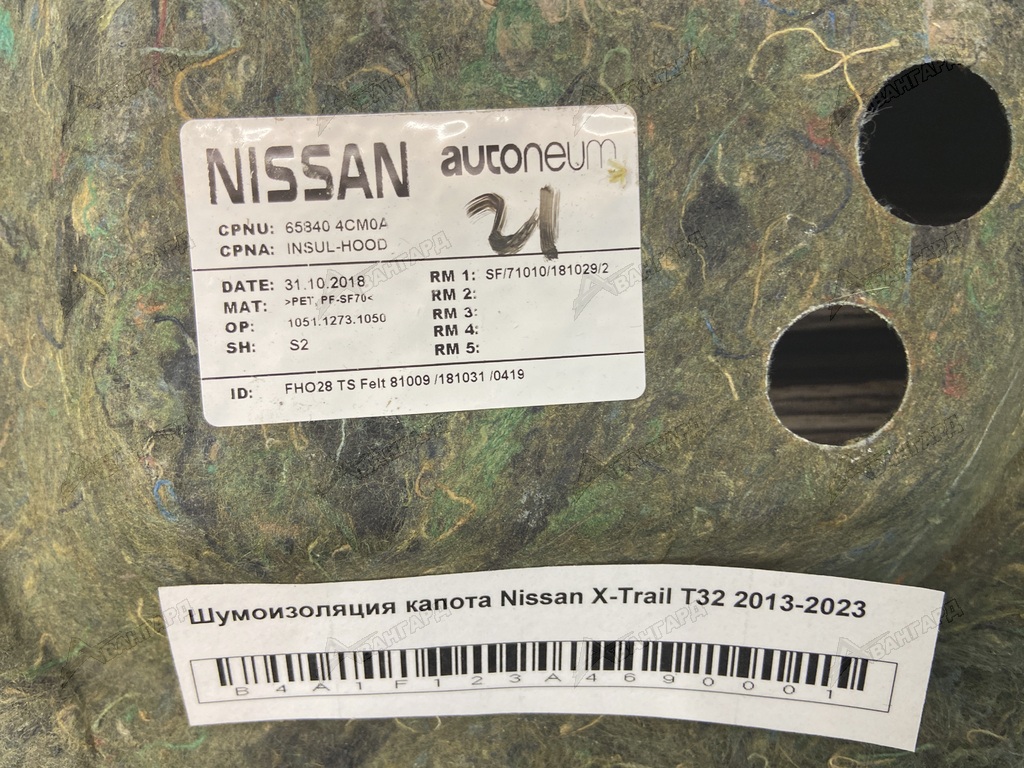 NISSAN autoneum
21
CPNU: 65840 4CM0A
CPNA: INSUL-HOOD
DATE: 31.10.2018
MAT: >PET, PF-SF70<
OP: 1051.1273.1050
SH: S2
RM 1: SF/71010/181029/2
RM 2:
RM 3:
RM 4:
RM 5:
ID: FHO28 TS Felt 81009 /181031 /0419
Шумоизоляция капота Nissan X-Trail T32 2013-2023
B4A1F123A4690001
АВАНГАРД